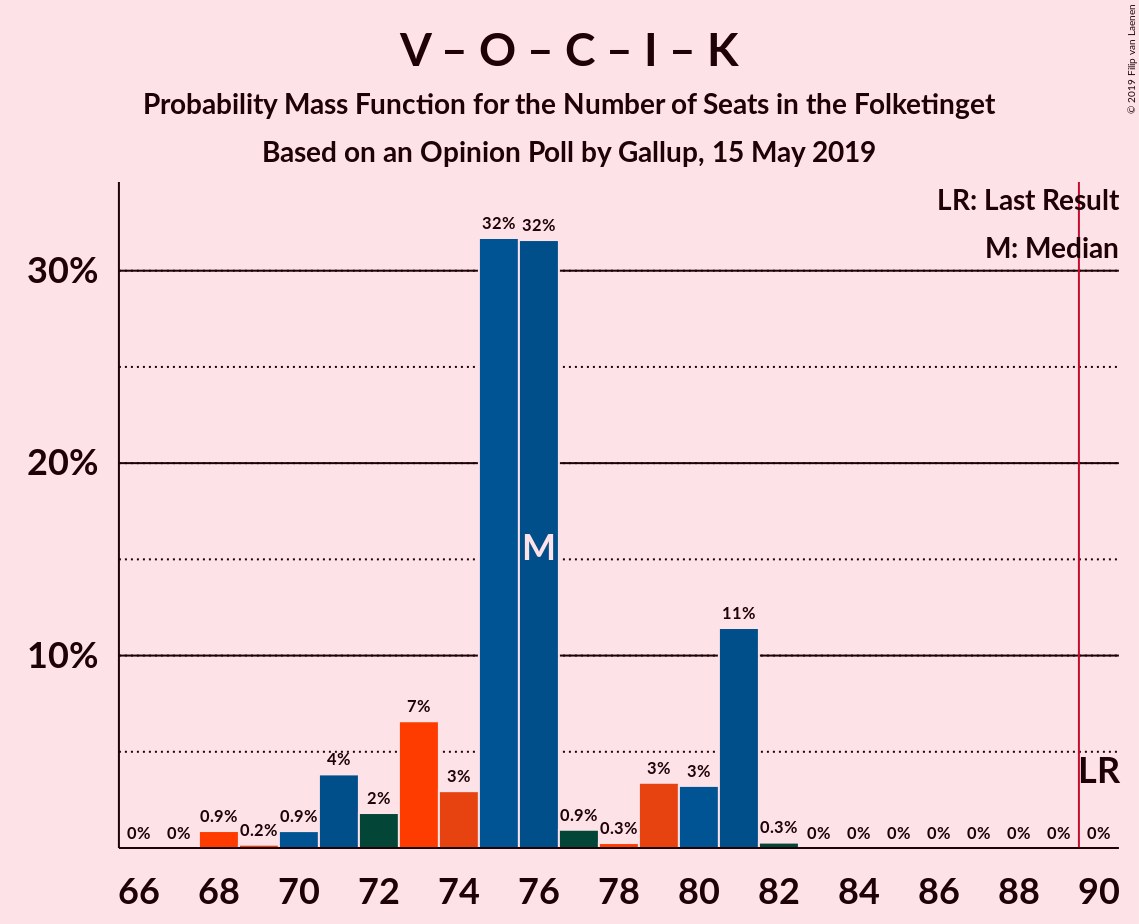 V – O – C – I – K
Probability Mass Function for the Number of Seats in the Folketinget
Based on an Opinion Poll by Gallup, 15 May 2019
© 2019 Filip van Laenen
LR: Last Result
M: Median
30%
20%
10%
0% 0% 0.9% 0.2% 0.9% 4% 2% 7% 3% 32% 32% 0.9% 0.3% 3% 3% 11% 0.3% 0% 0% 0% 0% 0% 0% 0% 0%
M
LR
66 68 70 72 74 76 78 80 82 84 86 88 90